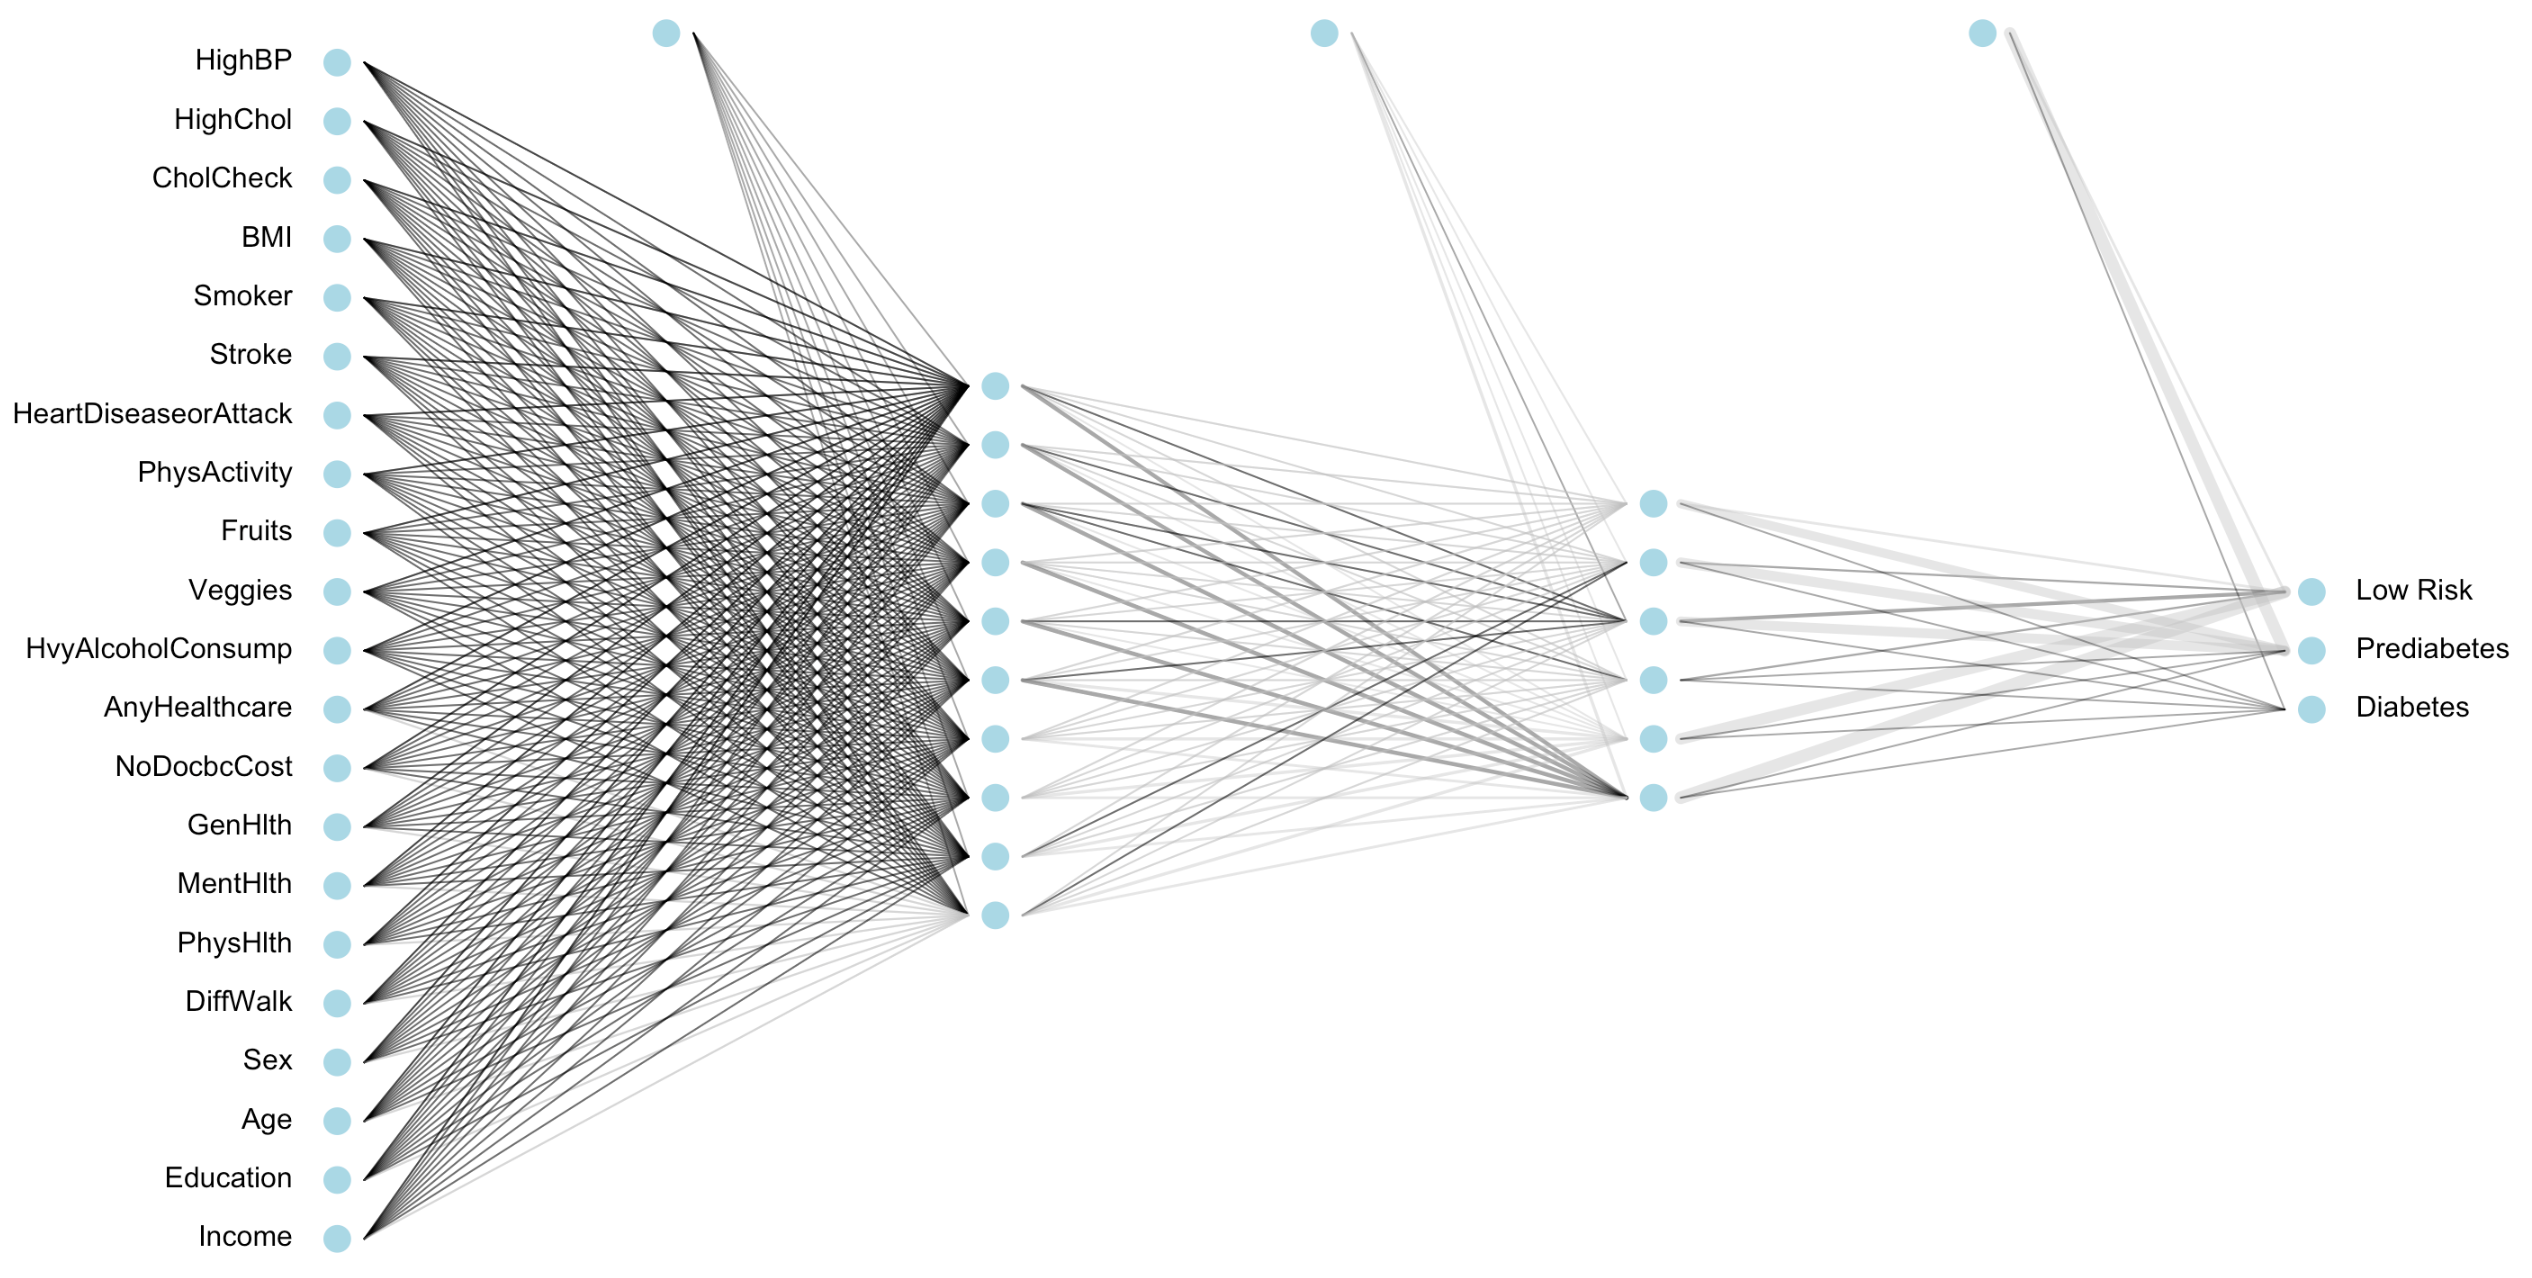 HighBP
HighChol
CholCheck
BMI
Smoker
Stroke
HeartDiseaseorAttack
PhysActivity
Fruits
Veggies
HvyAlcoholConsump
AnyHealthcare
NoDocbcCost
GenHlth
MentHlth
PhysHlth
DiffWalk
Sex
Age
Education
Income
Low Risk
Prediabetes
Diabetes